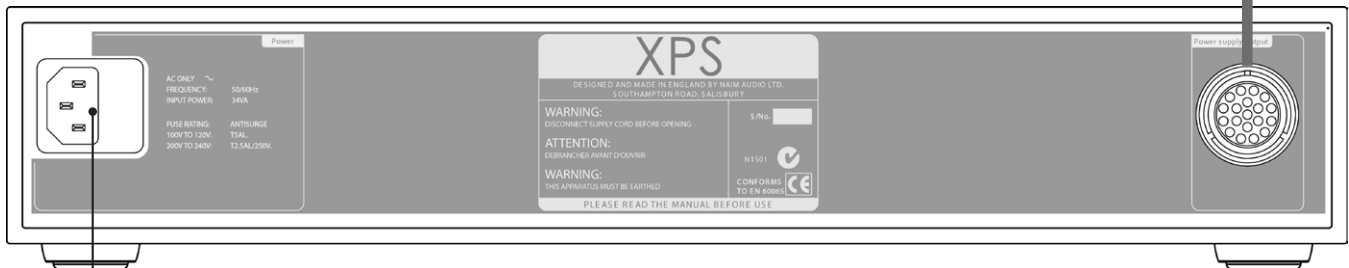 Power
AC ONLY ~
FREQUENCY: 50/60Hz
INPUT POWER: 34VA
FUSE RATING: ANTISURGE
100V TO 120V: T5AL.
200V TO 240V: T2.5AL/250V.
XPS
DESIGNED AND MADE IN ENGLAND BY NAIM AUDIO LTD.
SOUTHAMPTON ROAD, SALISBURY
WARNING:
DISCONNECT SUPPLY CORD BEFORE OPENING
ATTENTION:
DEBRANCHER AVANT D'OUVRIR
WARNING:
THIS APPARATUS MUST BE EARTHED
S/No.
N1501
CONFORMS
TO EN 60065
CE
PLEASE READ THE MANUAL BEFORE USE
Power supply output